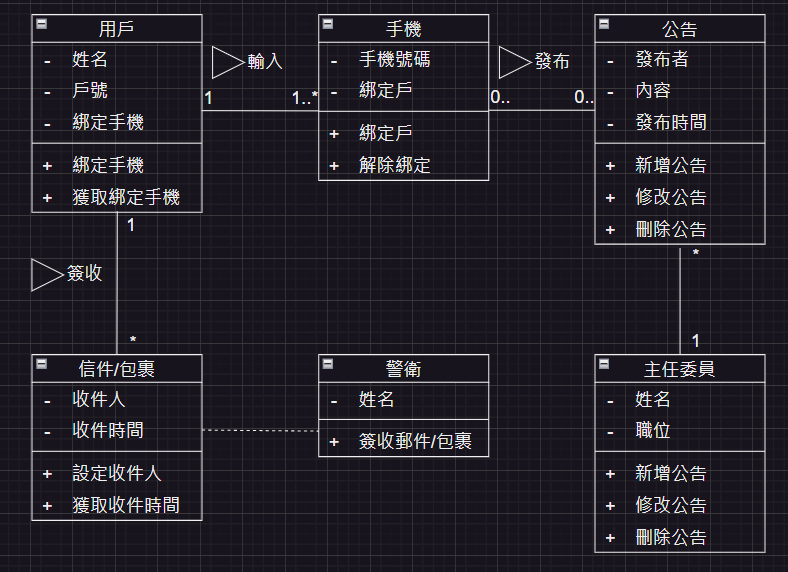 用戶
- 姓名
- 戶號
- 綁定手機
+ 綁定手機
+ 獲取綁定手機
輸入
1
1..*
手機
- 手機號碼
- 綁定戶
+ 綁定戶
+ 解除綁定
發布
0..
0..
公告
- 發布者
- 內容
- 發布時間
+ 新增公告
+ 修改公告
+ 刪除公告
1
簽收
*
*
1
信件/包裹
- 收件人
- 收件時間
+ 設定收件人
+ 獲取收件時間
警衛
- 姓名
+ 簽收郵件/包裹
主任委員
- 姓名
- 職位
+ 新增公告
+ 修改公告
+ 刪除公告